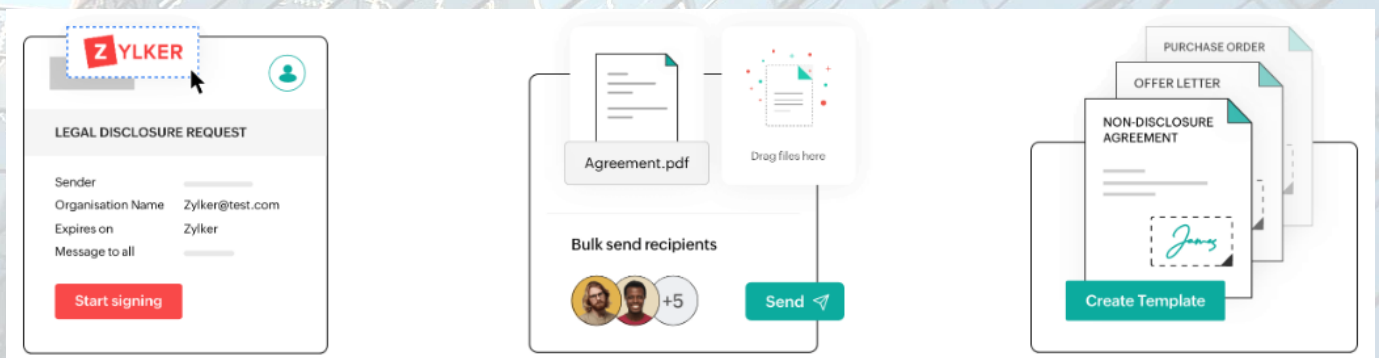 ZYLKER
LEGAL DISCLOSURE REQUEST
Sender
Organisation Name Zylker@test.com
Expires on Zylker
Message to all
Start signing
Agreement.pdf
Drag files here
Bulk send recipients
+5
Send
PURCHASE ORDER
OFFER LETTER
NON-DISCLOSURE
AGREEMENT
James
Create Template